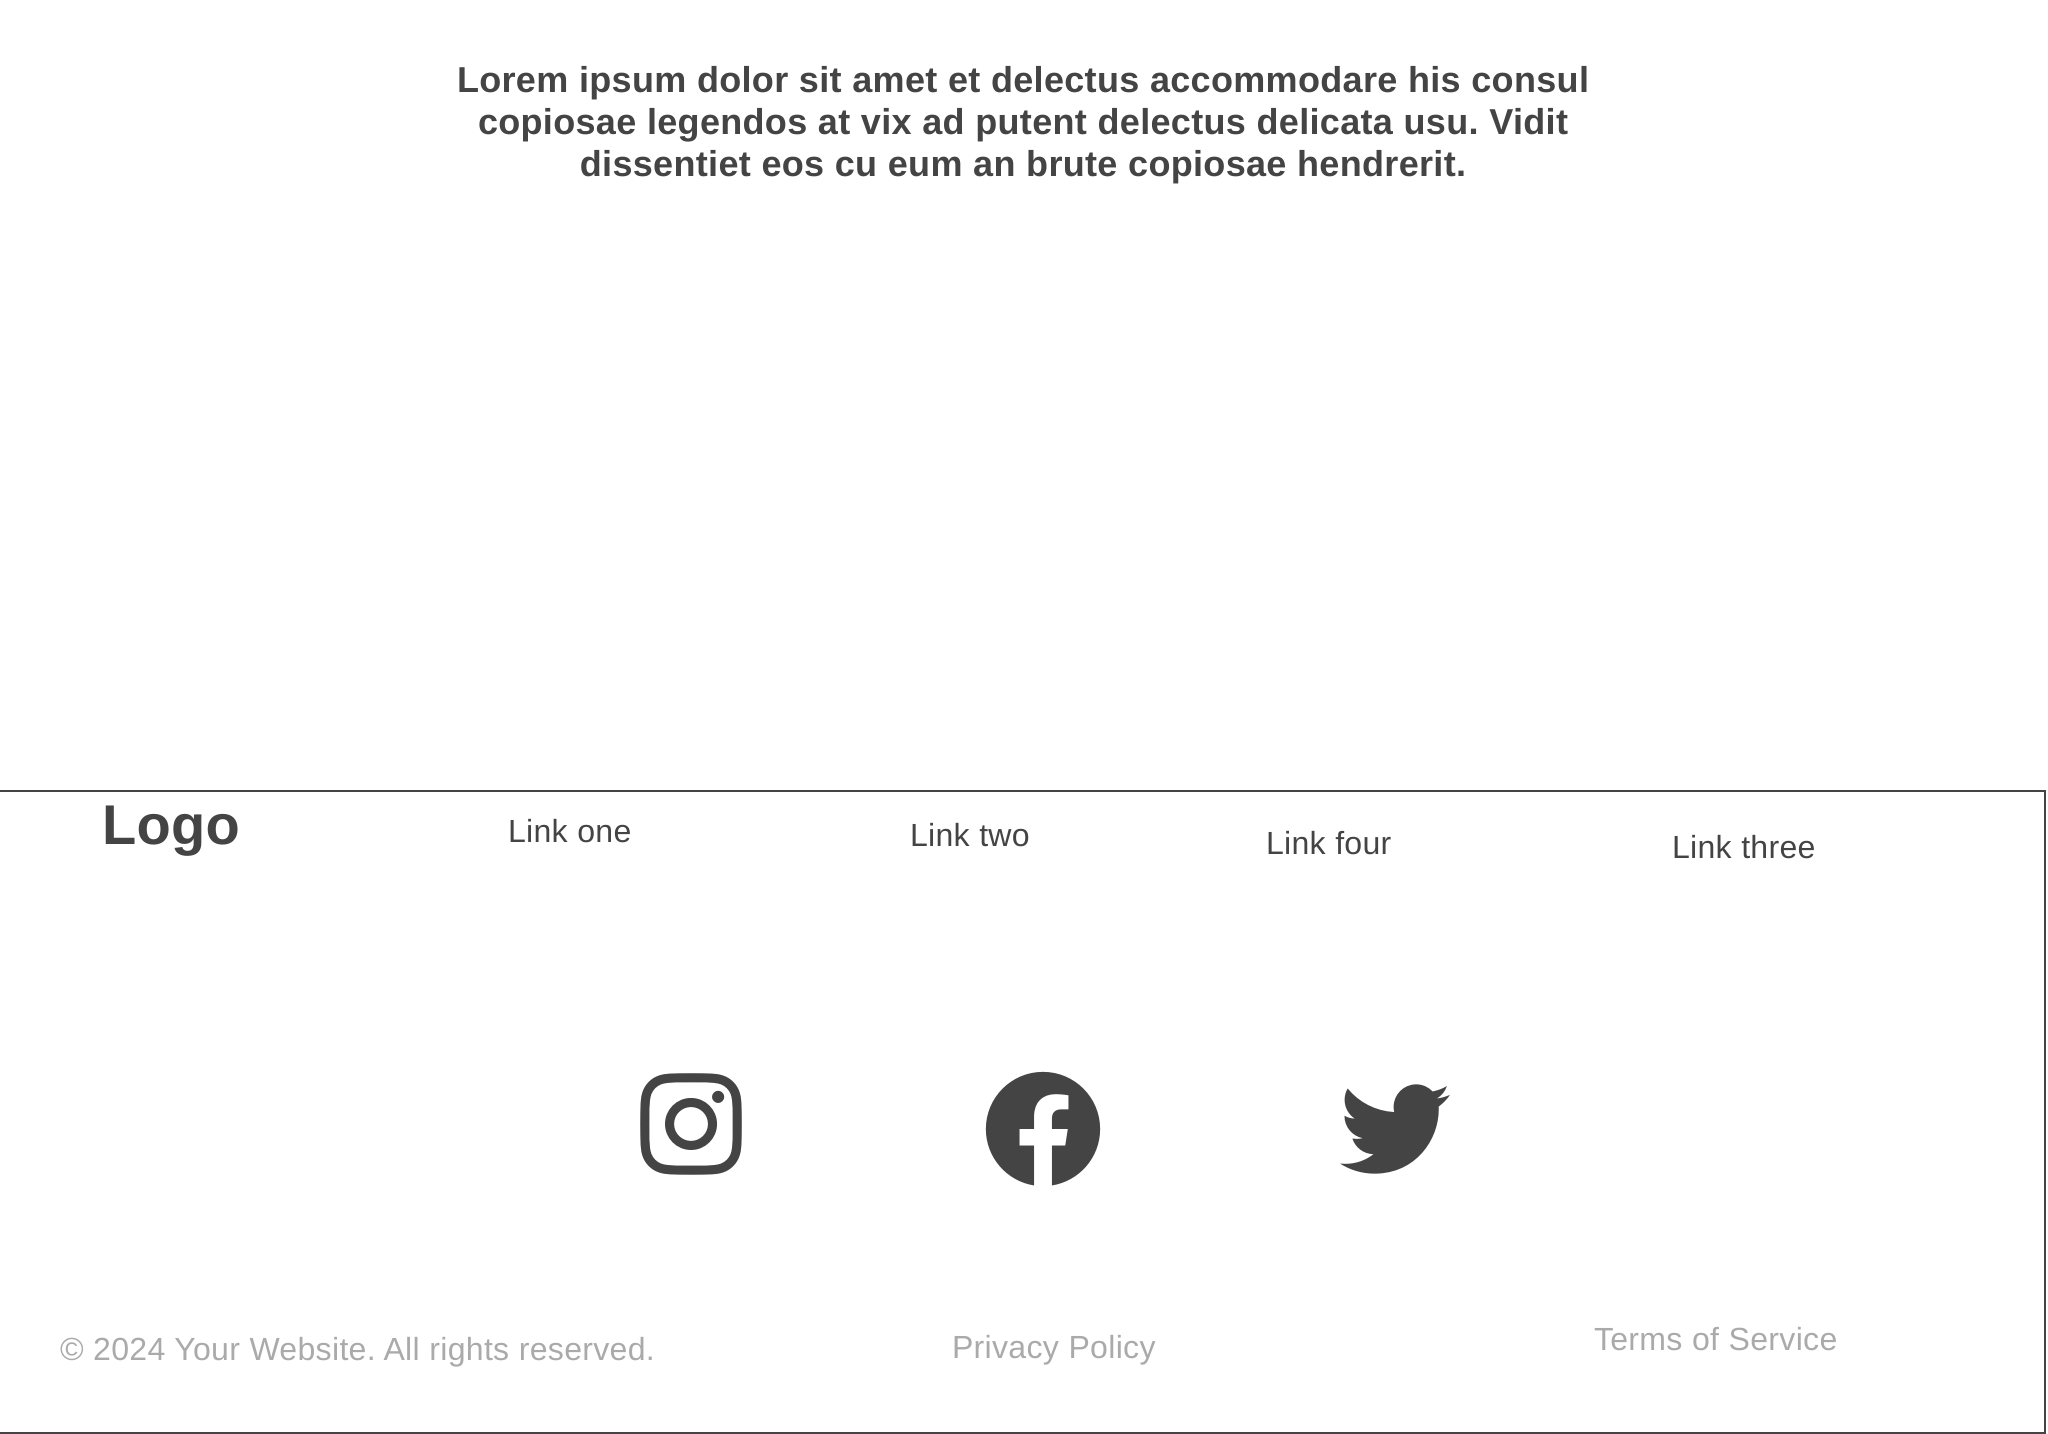 Lorem ipsum dolor sit amet et delectus accommodare his consul
copiosae legendos at vix ad putent delectus delicata usu. Vidit
dissentiet eos cu eum an brute copiosae hendrerit.
Logo
Link one
Link two
Link four
Link three
© 2024 Your Website. All rights reserved.
Privacy Policy
Terms of Service